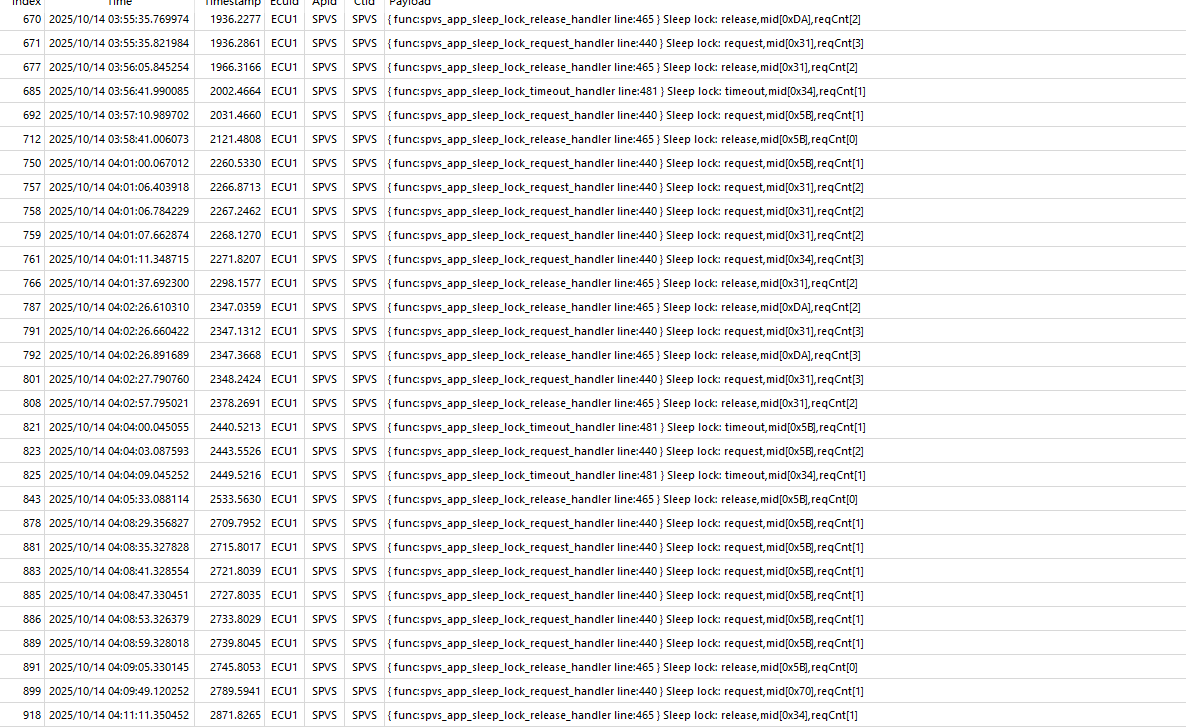 Index Time Timestamp Ecuid Apid Ctid Payload
670 2025/10/14 03:55:35.769974 1936.2277 ECU1 SPVS SPVS { func:spvs_app_sleep_lock_release_handler line:465 } Sleep lock: release,mid[0xDA],reqCnt[2]
671 2025/10/14 03:55:35.821984 1936.2861 ECU1 SPVS SPVS { func:spvs_app_sleep_lock_request_handler line:440 } Sleep lock: request,mid[0x31],reqCnt[3]
677 2025/10/14 03:56:05.845254 1966.3166 ECU1 SPVS SPVS { func:spvs_app_sleep_lock_release_handler line:465 } Sleep lock: release,mid[0x31],reqCnt[2]
685 2025/10/14 03:56:41.990085 2002.4664 ECU1 SPVS SPVS { func:spvs_app_sleep_lock_timeout_handler line:481 } Sleep lock: timeout,mid[0x34],reqCnt[1]
692 2025/10/14 03:57:10.989702 2031.4660 ECU1 SPVS SPVS { func:spvs_app_sleep_lock_request_handler line:440 } Sleep lock: request,mid[0x5B],reqCnt[1]
712 2025/10/14 03:58:41.006073 2121.4808 ECU1 SPVS SPVS { func:spvs_app_sleep_lock_release_handler line:465 } Sleep lock: release,mid[0x5B],reqCnt[0]
750 2025/10/14 04:01:00.067012 2260.5330 ECU1 SPVS SPVS { func:spvs_app_sleep_lock_request_handler line:440 } Sleep lock: request,mid[0x5B],reqCnt[1]
757 2025/10/14 04:01:06.403918 2266.8713 ECU1 SPVS SPVS { func:spvs_app_sleep_lock_request_handler line:440 } Sleep lock: request,mid[0x31],reqCnt[2]
758 2025/10/14 04:01:06.784229 2267.2462 ECU1 SPVS SPVS { func:spvs_app_sleep_lock_request_handler line:440 } Sleep lock: request,mid[0x31],reqCnt[2]
759 2025/10/14 04:01:07.662874 2268.1270 ECU1 SPVS SPVS { func:spvs_app_sleep_lock_request_handler line:440 } Sleep lock: request,mid[0x31],reqCnt[2]
761 2025/10/14 04:01:11.348715 2271.8207 ECU1 SPVS SPVS { func:spvs_app_sleep_lock_request_handler line:440 } Sleep lock: request,mid[0x34],reqCnt[3]
766 2025/10/14 04:01:37.692300 2298.1577 ECU1 SPVS SPVS { func:spvs_app_sleep_lock_release_handler line:465 } Sleep lock: release,mid[0x31],reqCnt[2]
787 2025/10/14 04:02:26.610310 2347.0359 ECU1 SPVS SPVS { func:spvs_app_sleep_lock_release_handler line:465 } Sleep lock: release,mid[0xDA],reqCnt[2]
791 2025/10/14 04:02:26.660422 2347.1312 ECU1 SPVS SPVS { func:spvs_app_sleep_lock_request_handler line:440 } Sleep lock: request,mid[0x31],reqCnt[3]
792 2025/10/14 04:02:26.891689 2347.3668 ECU1 SPVS SPVS { func:spvs_app_sleep_lock_release_handler line:465 } Sleep lock: release,mid[0xDA],reqCnt[3]
801 2025/10/14 04:02:27.790760 2348.2424 ECU1 SPVS SPVS { func:spvs_app_sleep_lock_request_handler line:440 } Sleep lock: request,mid[0x31],reqCnt[3]
808 2025/10/14 04:02:57.795021 2378.2691 ECU1 SPVS SPVS { func:spvs_app_sleep_lock_release_handler line:465 } Sleep lock: release,mid[0x31],reqCnt[2]
821 2025/10/14 04:04:00.045055 2440.5213 ECU1 SPVS SPVS { func:spvs_app_sleep_lock_timeout_handler line:481 } Sleep lock: timeout,mid[0x5B],reqCnt[1]
823 2025/10/14 04:04:03.087593 2443.5526 ECU1 SPVS SPVS { func:spvs_app_sleep_lock_request_handler line:440 } Sleep lock: request,mid[0x5B],reqCnt[2]
825 2025/10/14 04:04:09.045252 2449.5216 ECU1 SPVS SPVS { func:spvs_app_sleep_lock_timeout_handler line:481 } Sleep lock: timeout,mid[0x34],reqCnt[1]
843 2025/10/14 04:05:33.088114 2533.5630 ECU1 SPVS SPVS { func:spvs_app_sleep_lock_release_handler line:465 } Sleep lock: release,mid[0x5B],reqCnt[0]
878 2025/10/14 04:08:29.356827 2709.7952 ECU1 SPVS SPVS { func:spvs_app_sleep_lock_request_handler line:440 } Sleep lock: request,mid[0x5B],reqCnt[1]
881 2025/10/14 04:08:35.327828 2715.8017 ECU1 SPVS SPVS { func:spvs_app_sleep_lock_request_handler line:440 } Sleep lock: request,mid[0x5B],reqCnt[1]
883 2025/10/14 04:08:41.328554 2721.8039 ECU1 SPVS SPVS { func:spvs_app_sleep_lock_request_handler line:440 } Sleep lock: request,mid[0x5B],reqCnt[1]
885 2025/10/14 04:08:47.330451 2727.8035 ECU1 SPVS SPVS { func:spvs_app_sleep_lock_request_handler line:440 } Sleep lock: request,mid[0x5B],reqCnt[1]
886 2025/10/14 04:08:53.326379 2733.8029 ECU1 SPVS SPVS { func:spvs_app_sleep_lock_request_handler line:440 } Sleep lock: request,mid[0x5B],reqCnt[1]
889 2025/10/14 04:08:59.328018 2739.8045 ECU1 SPVS SPVS { func:spvs_app_sleep_lock_request_handler line:440 } Sleep lock: request,mid[0x5B],reqCnt[1]
891 2025/10/14 04:09:05.330145 2745.8053 ECU1 SPVS SPVS { func:spvs_app_sleep_lock_release_handler line:465 } Sleep lock: release,mid[0x5B],reqCnt[0]
899 2025/10/14 04:09:49.120252 2789.5941 ECU1 SPVS SPVS { func:spvs_app_sleep_lock_request_handler line:440 } Sleep lock: request,mid[0x70],reqCnt[1]
918 2025/10/14 04:11:11.350452 2871.8265 ECU1 SPVS SPVS { func:spvs_app_sleep_lock_release_handler line:465 } Sleep lock: release,mid[0x34],reqCnt[1]